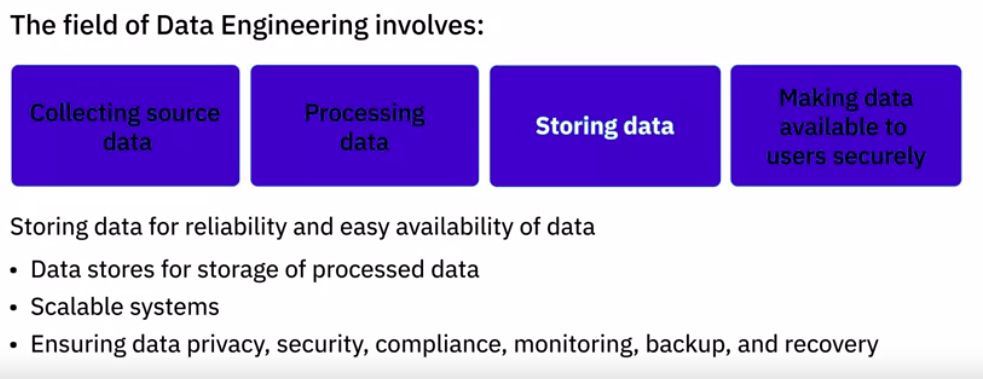 The field of Data Engineering involves:
Collecting source
data
Processing
data
Storing data
Making data
available to
users securely
Storing data for reliability and easy availability of data
• Data stores for storage of processed data
• Scalable systems
• Ensuring data privacy, security, compliance, monitoring, backup, and recovery